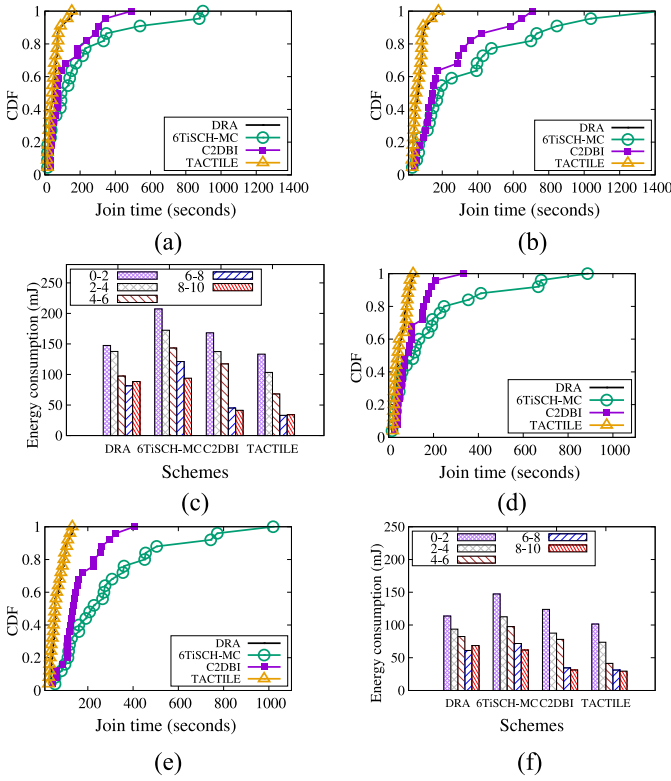 1
0.8
0.6
0.4
0.2
0
CDF
DRA
6TiSCH-MC
C2DBI
TACTILE
0 200 400 600 800 1000 1200 1400
Join time (seconds)
(a)
1
0.8
0.6
0.4
0.2
0
CDF
DRA
6TiSCH-MC
C2DBI
TACTILE
0 200 400 600 800 1000 1200 1400
Join time (seconds)
(b)
Energy consumption (mJ)
250
200
150
100
50
0
0-2
2-4
4-6
6-8
8-10
DRA 6TiSCH-MC C2DBI TACTILE
Schemes
(c)
1
0.8
0.6
0.4
0.2
0
CDF
DRA
6TiSCH-MC
C2DBI
TACTILE
0 200 400 600 800 1000
Join time (seconds)
(d)
1
0.8
0.6
0.4
0.2
0
CDF
DRA
6TiSCH-MC
C2DBI
TACTILE
200 400 600 800 1000
Join time (seconds)
(e)
Energy consumption (mJ)
250
200
150
100
50
0
0-2
2-4
4-6
6-8
8-10
DRA 6TiSCH-MC C2DBI TACTILE
Schemes
(f)